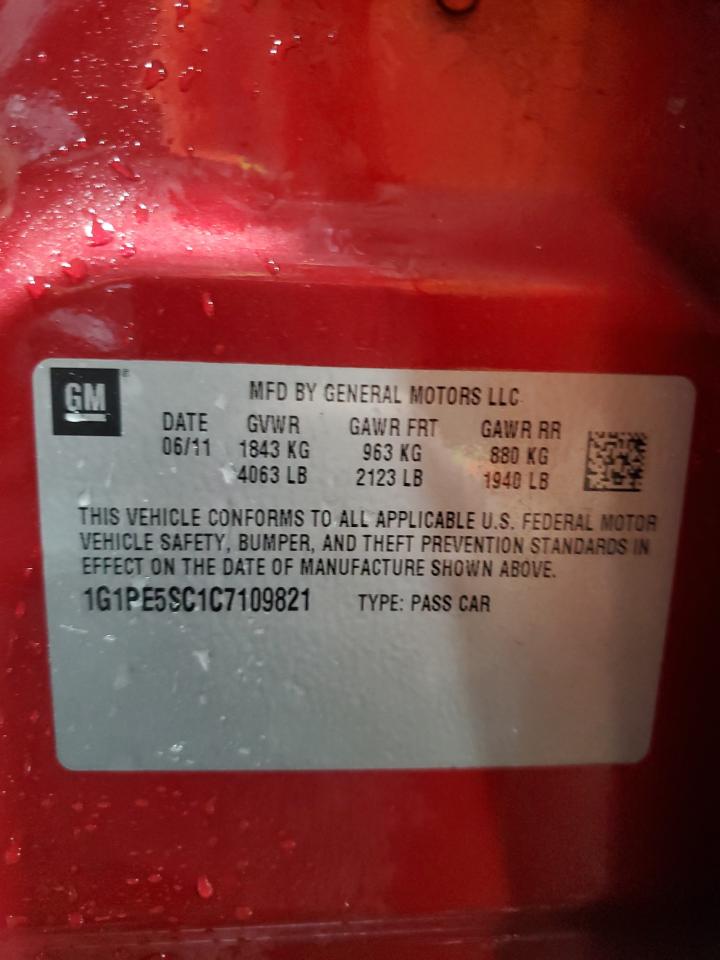 GM®
MFD BY GENERAL MOTORS LLC
DATE GVWR GAWR FRT GAWR RR
06/11 1843 KG 963 KG 880 KG
4063 LB 2123 LB 1940 LB
THIS VEHICLE CONFORMS TO ALL APPLICABLE U.S. FEDERAL MOTOR
VEHICLE SAFETY, BUMPER, AND THEFT PREVENTION STANDARDS IN
EFFECT ON THE DATE OF MANUFACTURE SHOWN ABOVE.
1G1PE5SC1C7109821 TYPE: PASS CAR